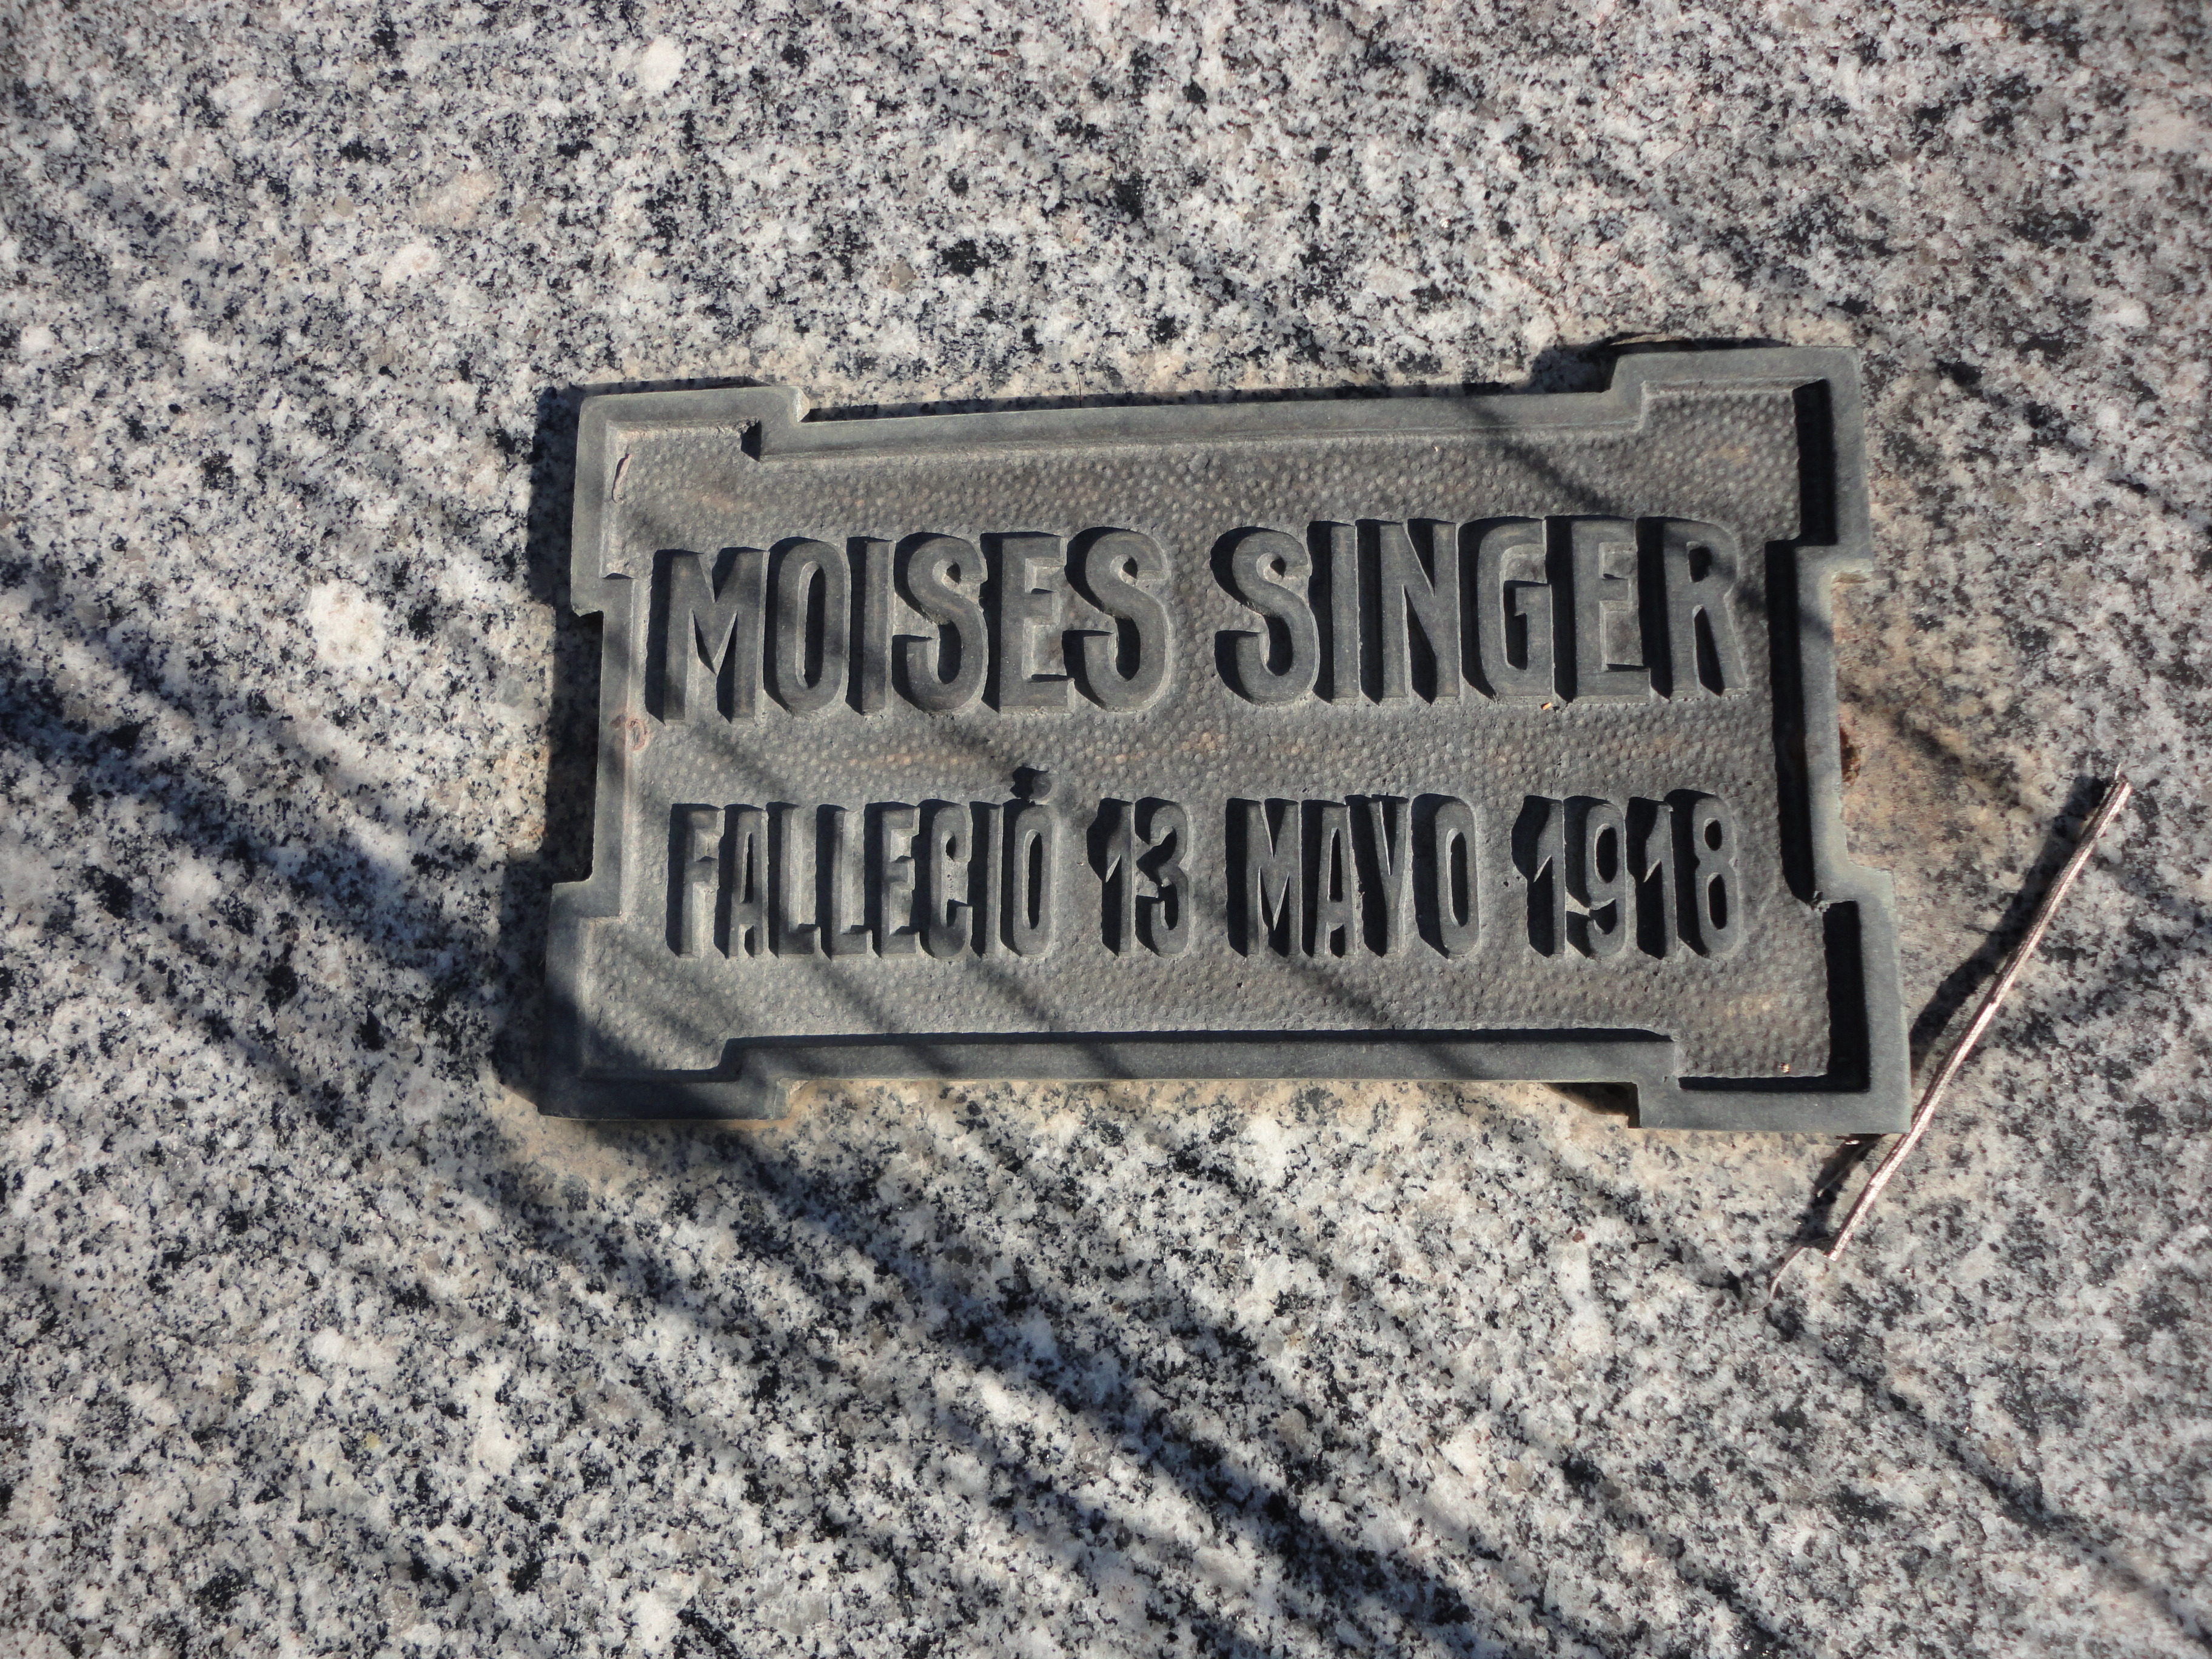 MOISES SINGER
FALLECIÓ 13 MAYO 1918